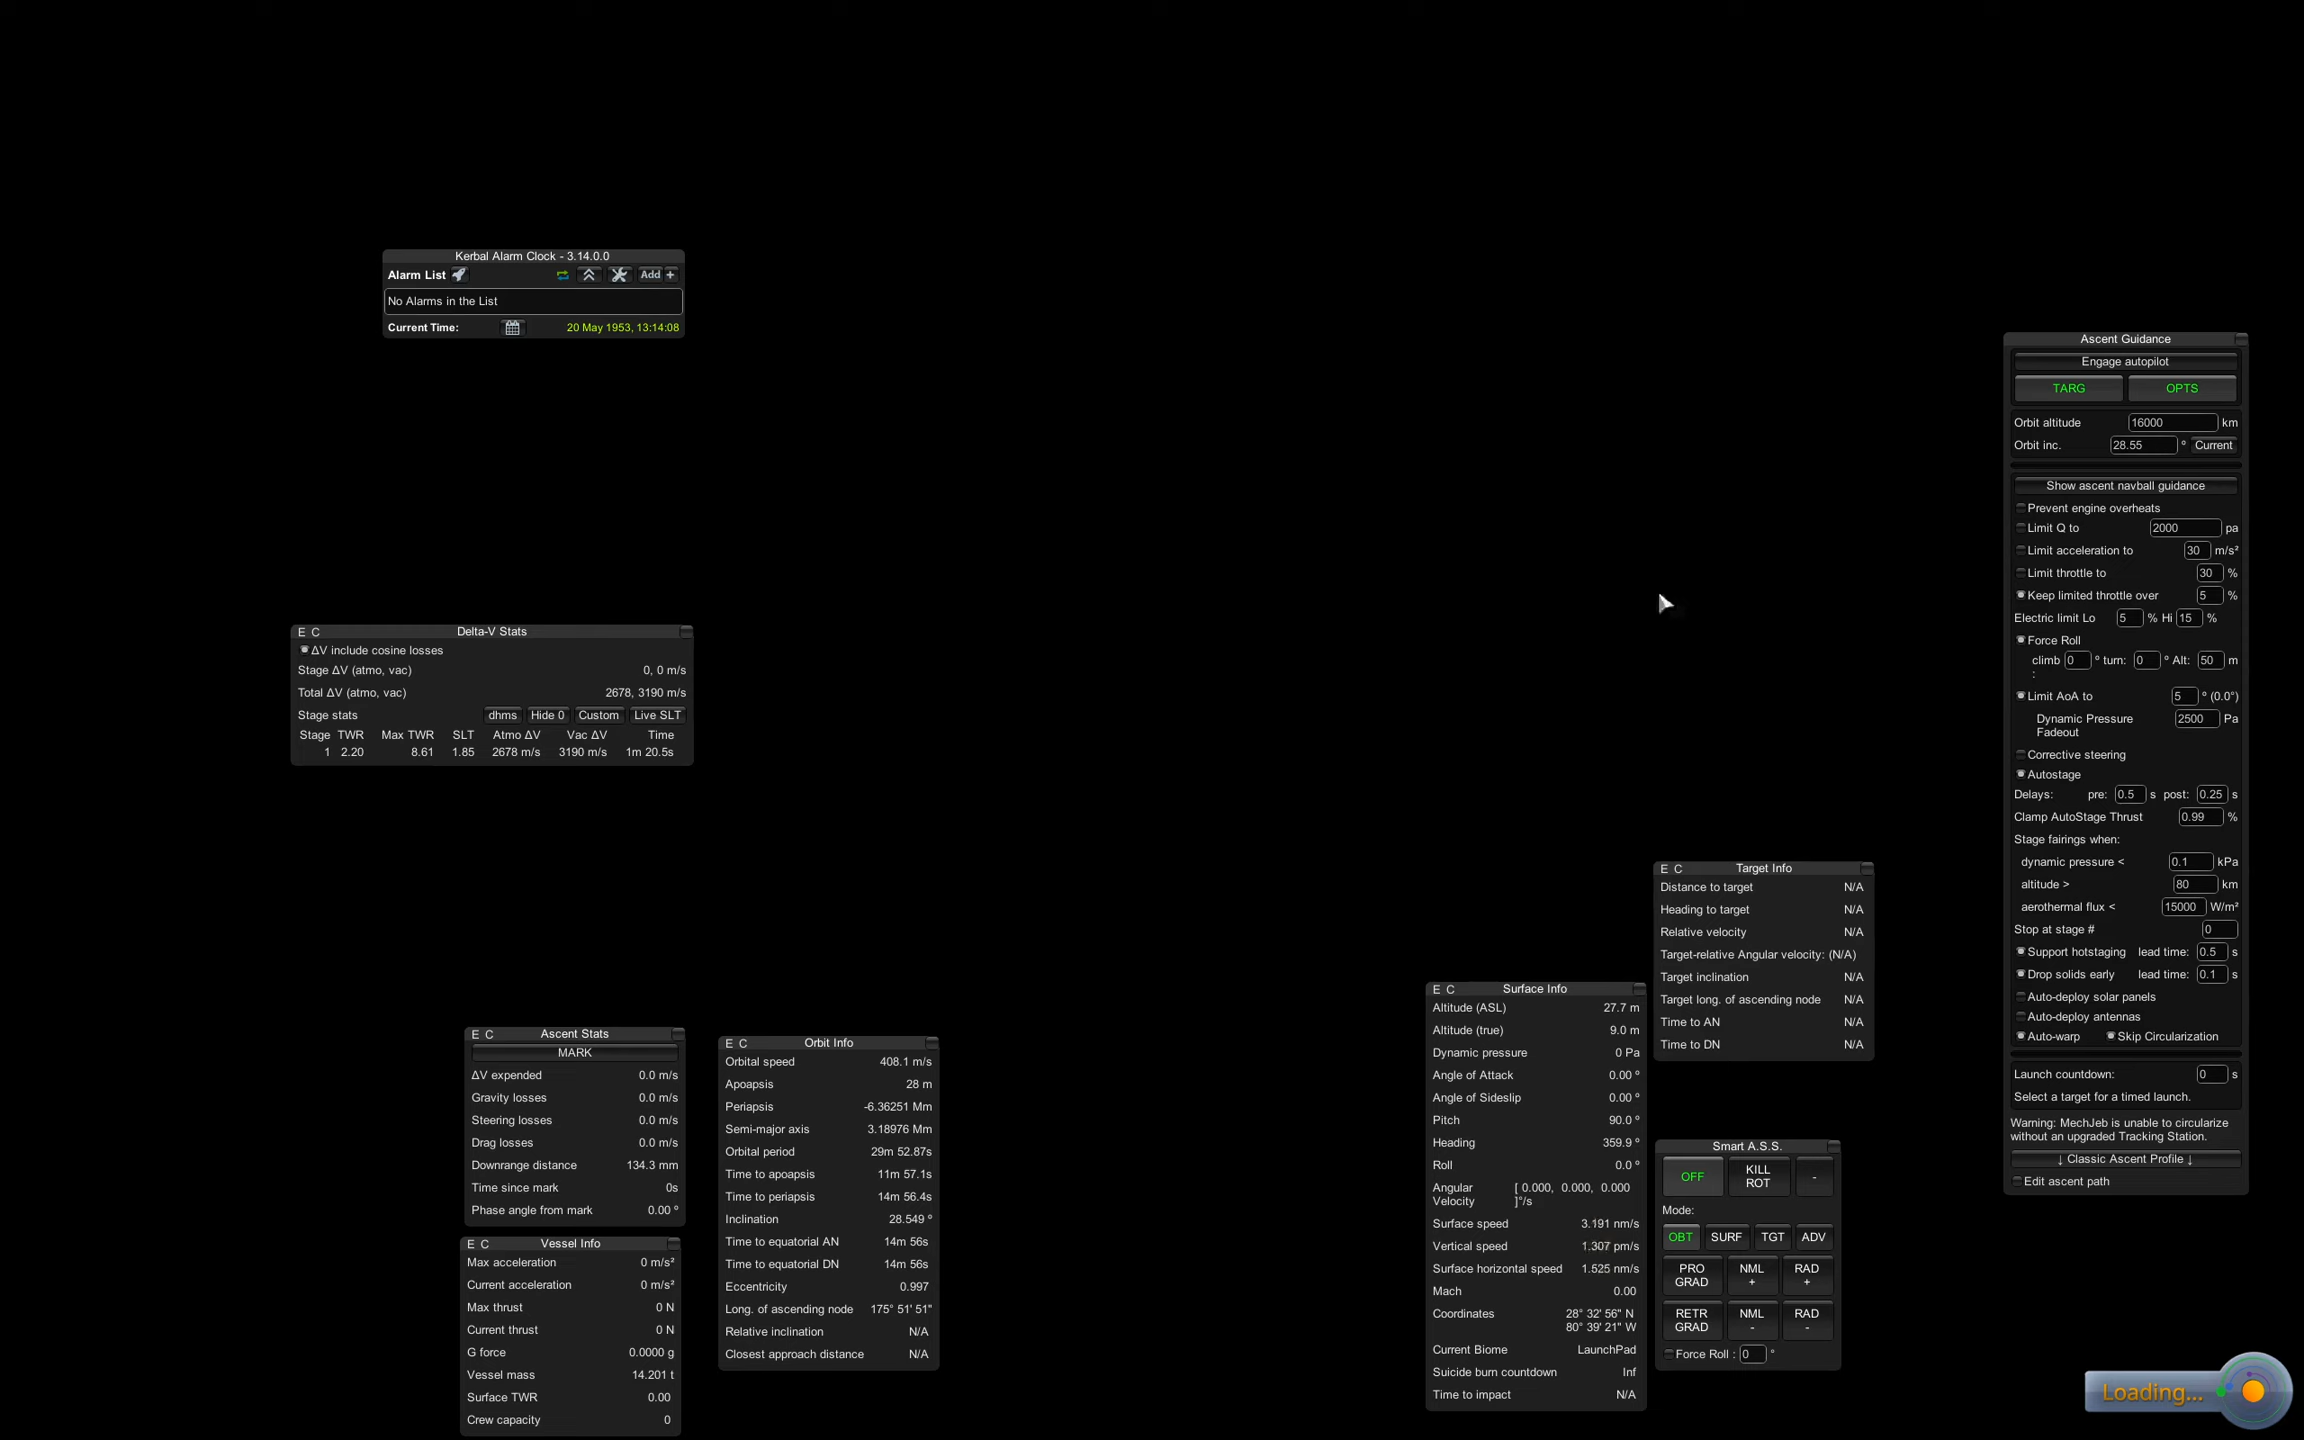 Kerbal Alarm Clock - 3.14.0.0
Alarm List Add +
No Alarms in the List
Current Time: 20 May 1953, 13:14:08
E C Delta-V Stats
ΔV include cosine losses
Stage ΔV (atmo, vac) 0, 0 m/s
Total ΔV (atmo, vac) 2678, 3190 m/s
Stage stats dhms Hide 0 Custom Live SLT
Stage TWR Max TWR SLT Atmo ΔV Vac ΔV Time
1 2.20 8.61 1.85 2678 m/s 3190 m/s 1m 20.5s
E C Ascent Stats
MARK
ΔV expended 0.0 m/s
Gravity losses 0.0 m/s
Steering losses 0.0 m/s
Drag losses 0.0 m/s
Downrange distance 134.3 mm
Time since mark 0s
Phase angle from mark 0.00 º
E C Vessel Info
Max acceleration 0 m/s²
Current acceleration 0 m/s²
Max thrust 0 N
Current thrust 0 N
G force 0.0000 g
Vessel mass 14.201 t
Surface TWR 0.00
Crew capacity 0
E C Orbit Info
Orbital speed 408.1 m/s
Apoapsis 28 m
Periapsis -6.36251 Mm
Semi-major axis 3.18976 Mm
Orbital period 29m 52.87s
Time to apoapsis 11m 57.1s
Time to periapsis 14m 56.4s
Inclination 28.549 º
Time to equatorial AN 14m 56s
Time to equatorial DN 14m 56s
Eccentricity 0.997
Long. of ascending node 175° 51' 51"
Relative inclination N/A
Closest approach distance N/A
E C Surface Info
Altitude (ASL) 27.7 m
Altitude (true) 9.0 m
Dynamic pressure 0 Pa
Angle of Attack 0.00 º
Angle of Sideslip 0.00 º
Pitch 90.0 º
Heading 359.9 º
Roll 0.0 º
Angular [ 0.000, 0.000, 0.000
Velocity ]°/s
Surface speed 3.191 nm/s
Vertical speed 1.307 pm/s
Surface horizontal speed 1.525 nm/s
Mach 0.00
Coordinates 28° 32' 56" N
80° 39' 21" W
Current Biome LaunchPad
Suicide burn countdown Inf
Time to impact N/A
E C Target Info
Distance to target N/A
Heading to target N/A
Relative velocity N/A
Target-relative Angular velocity: (N/A)
Target inclination N/A
Target long. of ascending node N/A
Time to AN N/A
Time to DN N/A
Smart A.S.S.
OFF KILL ROT -
Mode:
OBT SURF TGT ADV
PRO GRAD NML + RAD +
RETR GRAD NML - RAD -
Force Roll : 0 °
Ascent Guidance
Engage autopilot
TARG OPTS
Orbit altitude 16000 km
Orbit inc. 28.55 º Current
Show ascent navball guidance
Prevent engine overheats
Limit Q to 2000 pa
Limit acceleration to 30 m/s²
Limit throttle to 30 %
Keep limited throttle over 5 %
Electric limit Lo 5 % Hi 15 %
Force Roll
climb 0 º turn: 0 º Alt: 50 m
:
Limit AoA to 5 º (0.0°)
Dynamic Pressure 2500 Pa
Fadeout
Corrective steering
Autostage
Delays: pre: 0.5 s post: 0.25 s
Clamp AutoStage Thrust 0.99 %
Stage fairings when:
dynamic pressure < 0.1 kPa
altitude > 80 km
aerothermal flux < 15000 W/m²
Stop at stage # 0
Support hotstaging lead time: 0.5 s
Drop solids early lead time: 0.1 s
Auto-deploy solar panels
Auto-deploy antennas
Auto-warp Skip Circularization
Launch countdown: 0 s
Select a target for a timed launch.
Warning: MechJeb is unable to circularize
without an upgraded Tracking Station.
↓ Classic Ascent Profile ↓
Edit ascent path
Loading...